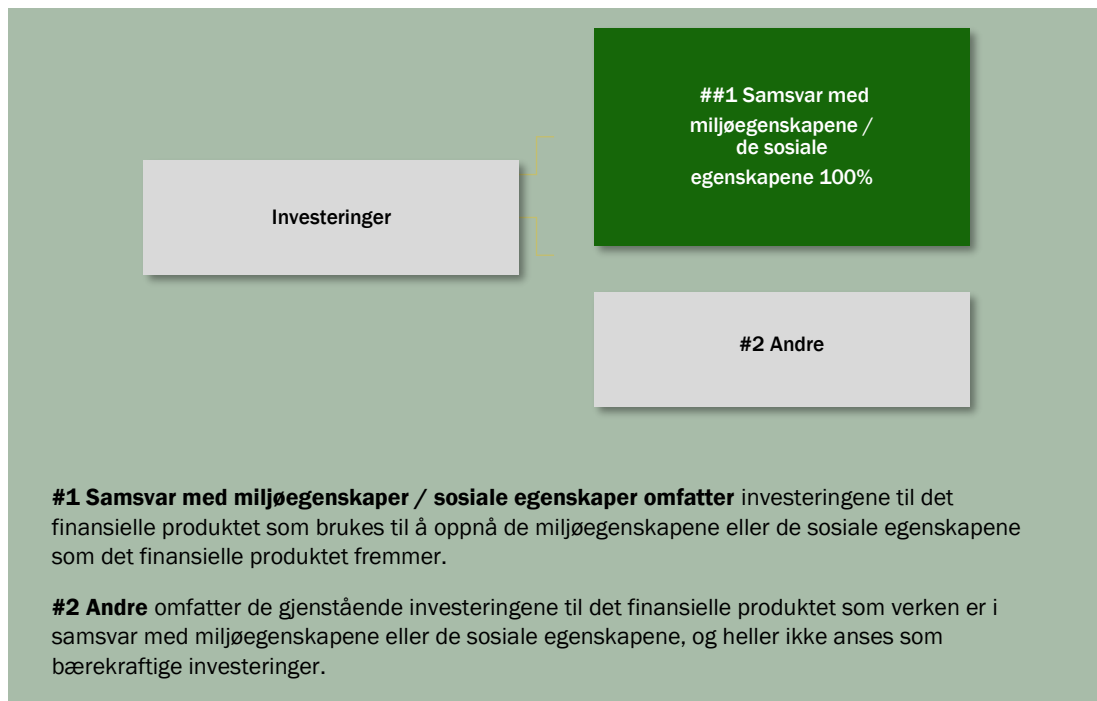 ##1 Samsvar med
miljøegenskapene /
de sosiale
egenskapene 100%
Investeringer
#2 Andre
#1 Samsvar med miljøegenskaper / sosiale egenskaper omfatter investeringene til det
finansielle produktet som brukes til å oppnå de miljøegenskapene eller de sosiale egenskapene
som det finansielle produktet fremmer.
#2 Andre omfatter de gjenstående investeringene til det finansielle produktet som verken er i
samsvar med miljøegenskapene eller de sosiale egenskapene, og heller ikke anses som
bærekraftige investeringer.